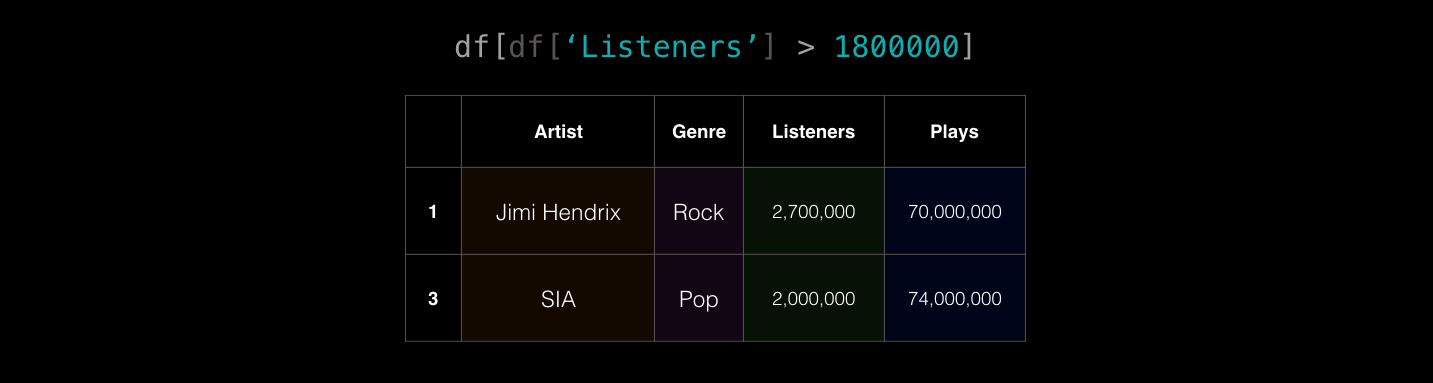 df[df[‘Listeners’] > 1800000]
Artist Genre Listeners Plays
1 Jimi Hendrix Rock 2,700,000 70,000,000
3 SIA Pop 2,000,000 74,000,000